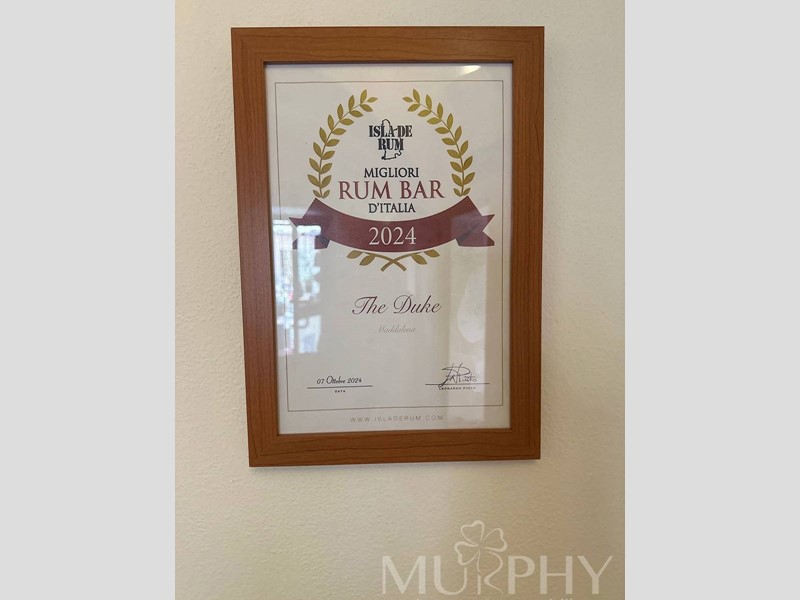 ISLA DE
RUM
MIGLIORI
RUM BAR
D'ITALIA
2024
The Duke
Maddalena
07 Ottobre 2024
DATA
WWW.ISLADERUM.COM
MURPHY